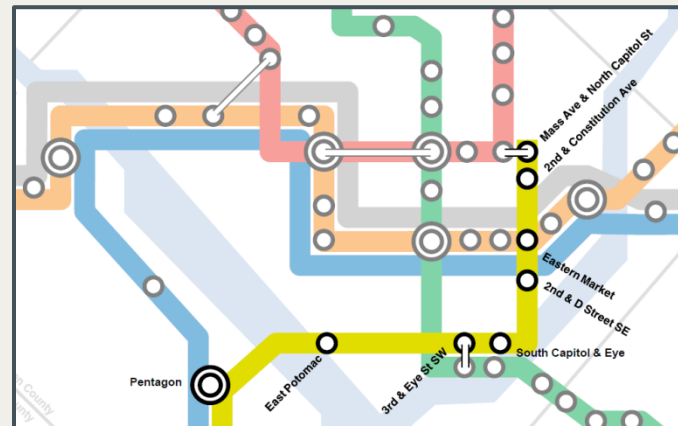 Mass Ave & North Capitol St
2nd & Constitution Ave
Eastern Market
2nd & D Street SE
South Capitol & Eye
3rd & Eye St SW
East Potomac
Pentagon
County